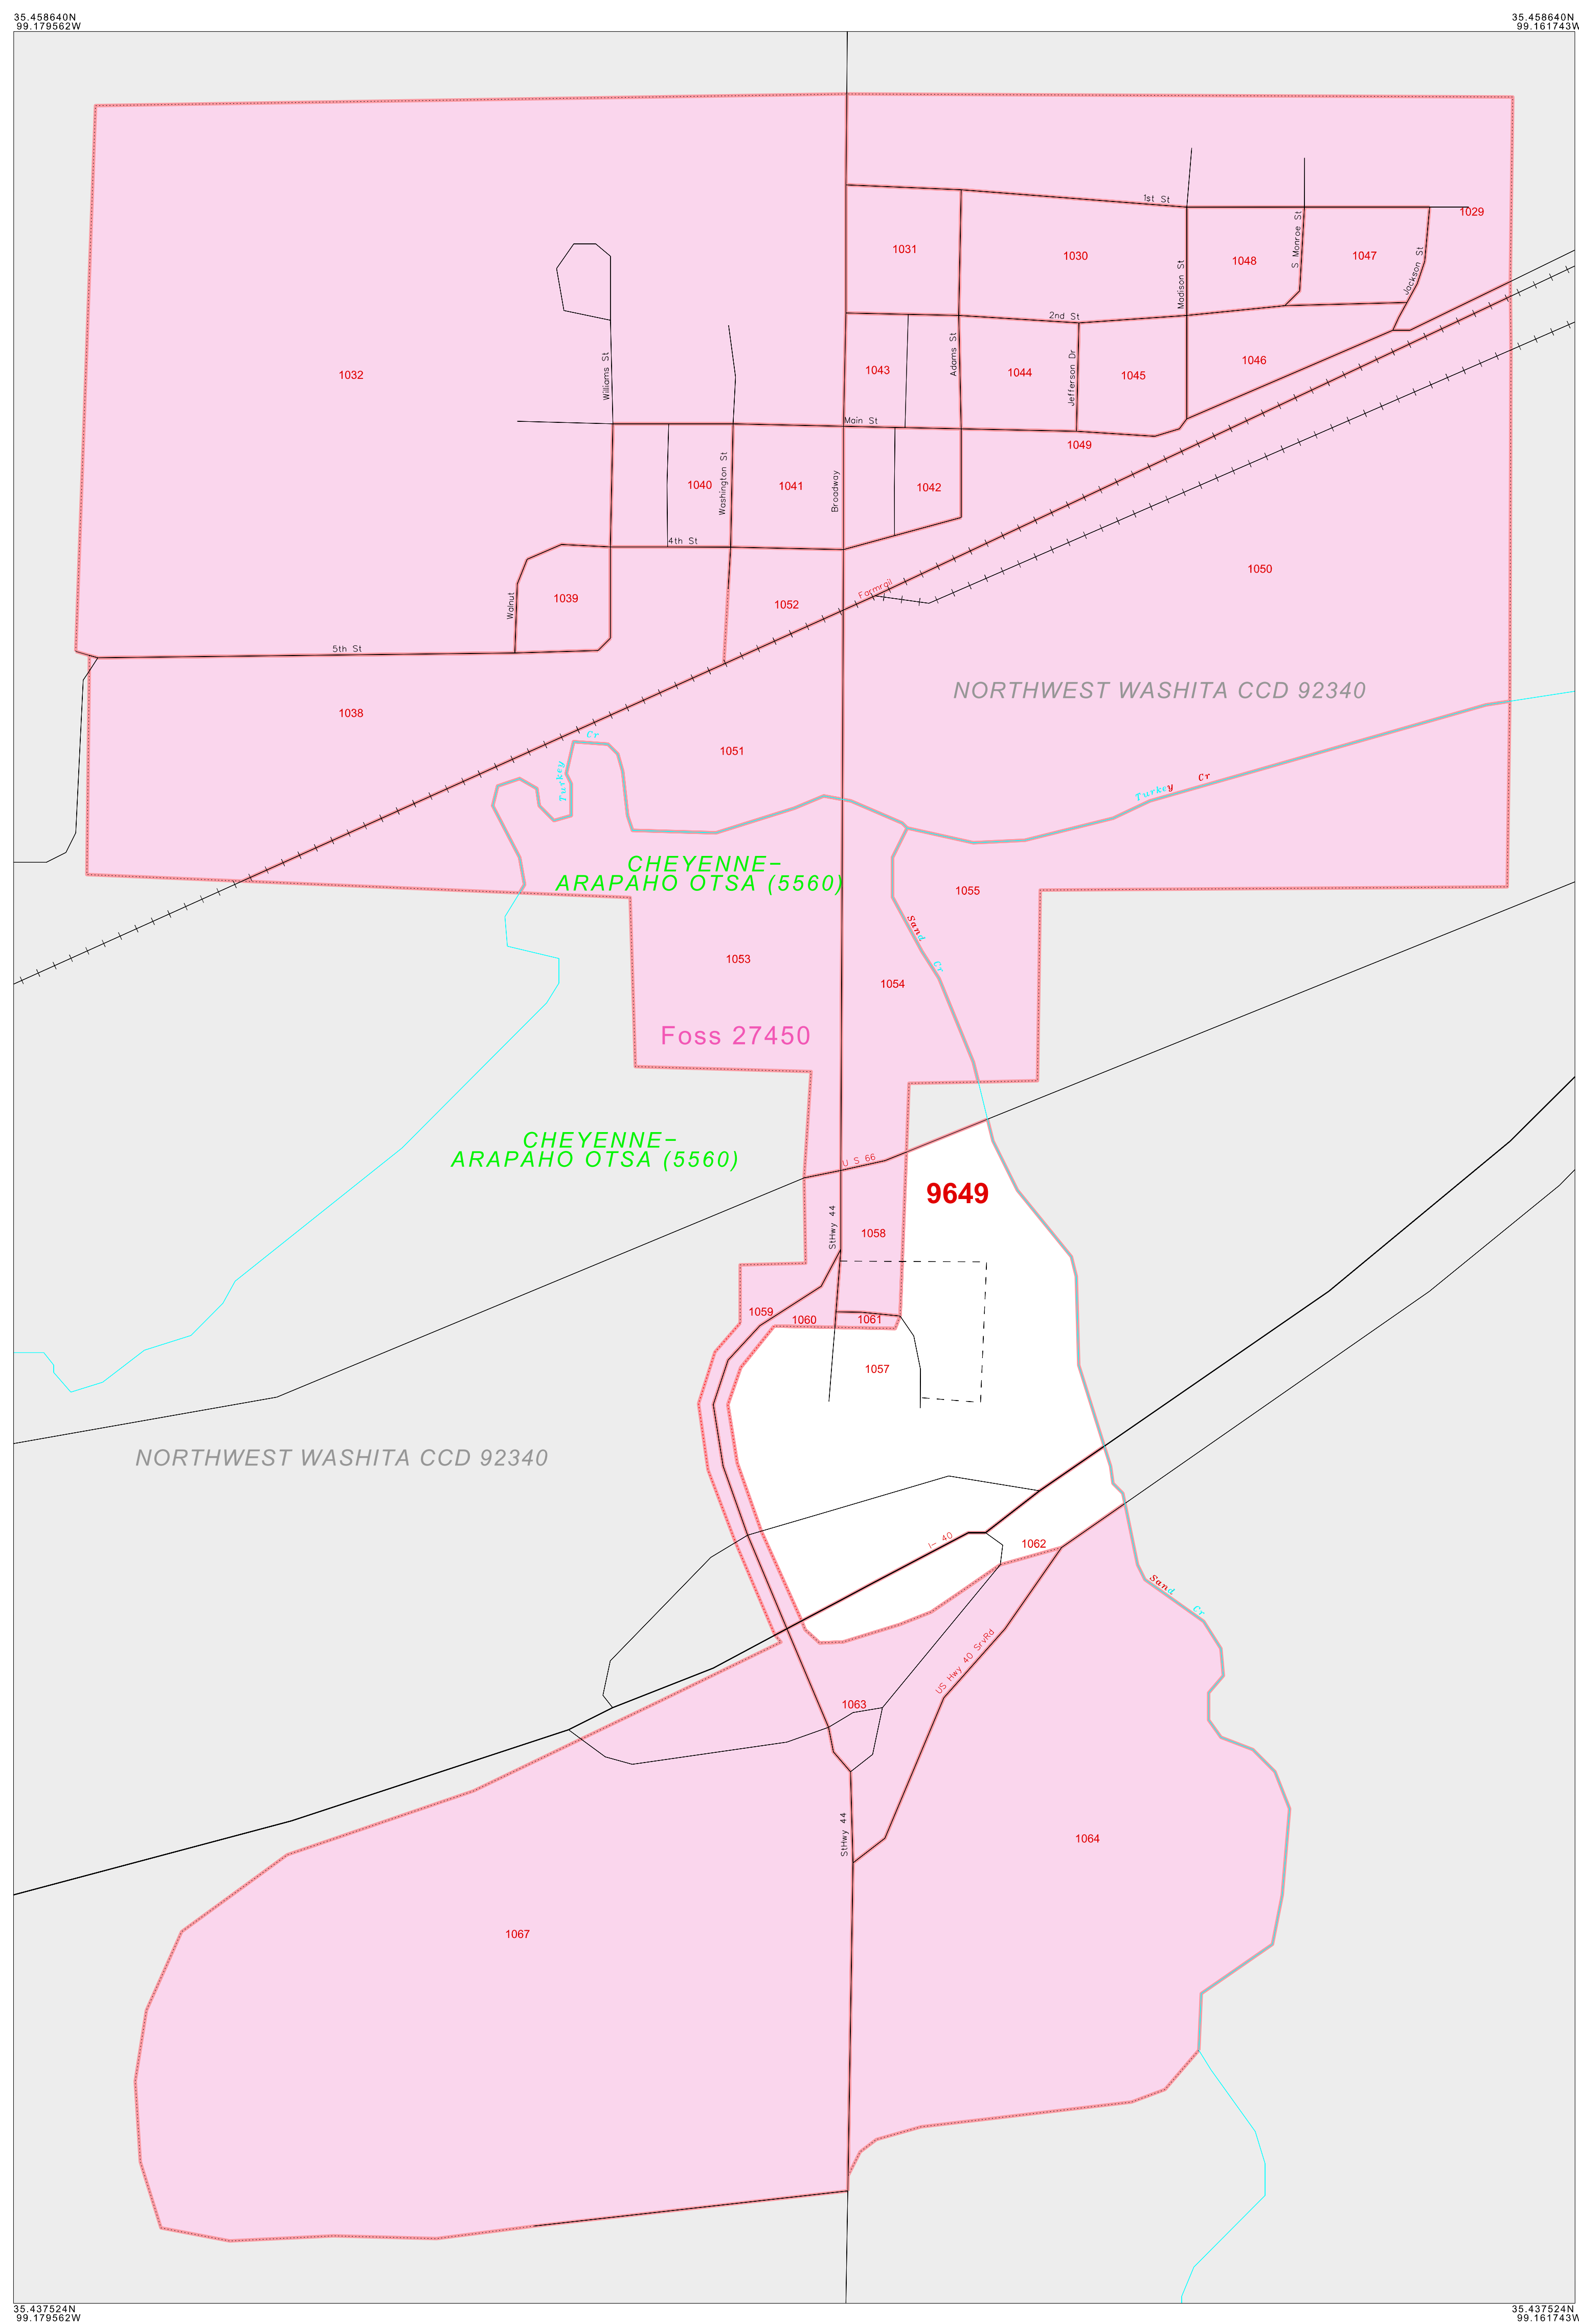 35.458640N
99.179562W
35.458640N
99.161743W
1st St
1029
S Monroe St
1031
1030
1048
1047
Jackson St
Madison St
2nd St
1032
Williams St
1043
Adams St
1044
Jefferson Dr
1045
1046
Main St
1049
1040
Washington St
1041
Broadway
1042
4th St
1050
Farmrail
1039
Walnut
1052
5th St
NORTHWEST WASHITA CCD 92340
1038
Turkey Cr
1051
Turkey Cr
CHEYENNE-
ARAPAHO OTSA (5560)
1055
Sand Cr
1053
1054
Foss 27450
CHEYENNE-
ARAPAHO OTSA (5560)
U S 66
9649
StHwy 44
1058
1059
1060
1061
1057
NORTHWEST WASHITA CCD 92340
I- 40
1062
Sand Cr
US Hwy 40 SrvRd
1063
StHwy 44
1064
1067
35.437524N
99.179562W
35.437524N
99.161743W